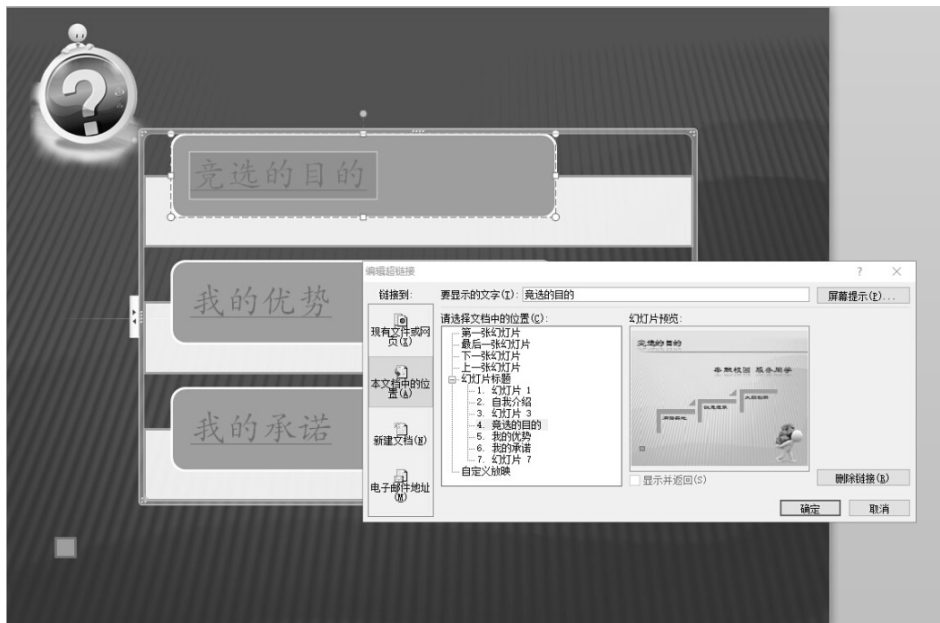 竞选的目的
我的优势
我的承诺
编辑超链接
? ×
链接到:
要显示的文字(T): 竞选的目的
屏幕提示(P)...
现有文件或网页(X)
本文档中的位置(A)
新建文档(N)
电子邮件地址(M)
请选择文档中的位置(C):
第一张幻灯片
最后一张幻灯片
下一张幻灯片
上一张幻灯片
幻灯片标题
1. 幻灯片 1
2. 自我介绍
3. 幻灯片 3
4. 竞选的目的
5. 我的优势
6. 我的承诺
7. 幻灯片 7
自定义放映
幻灯片预览:
竞选的目的
奉献校园 服务同学
显示并返回(S)
删除链接(R)
确定
取消